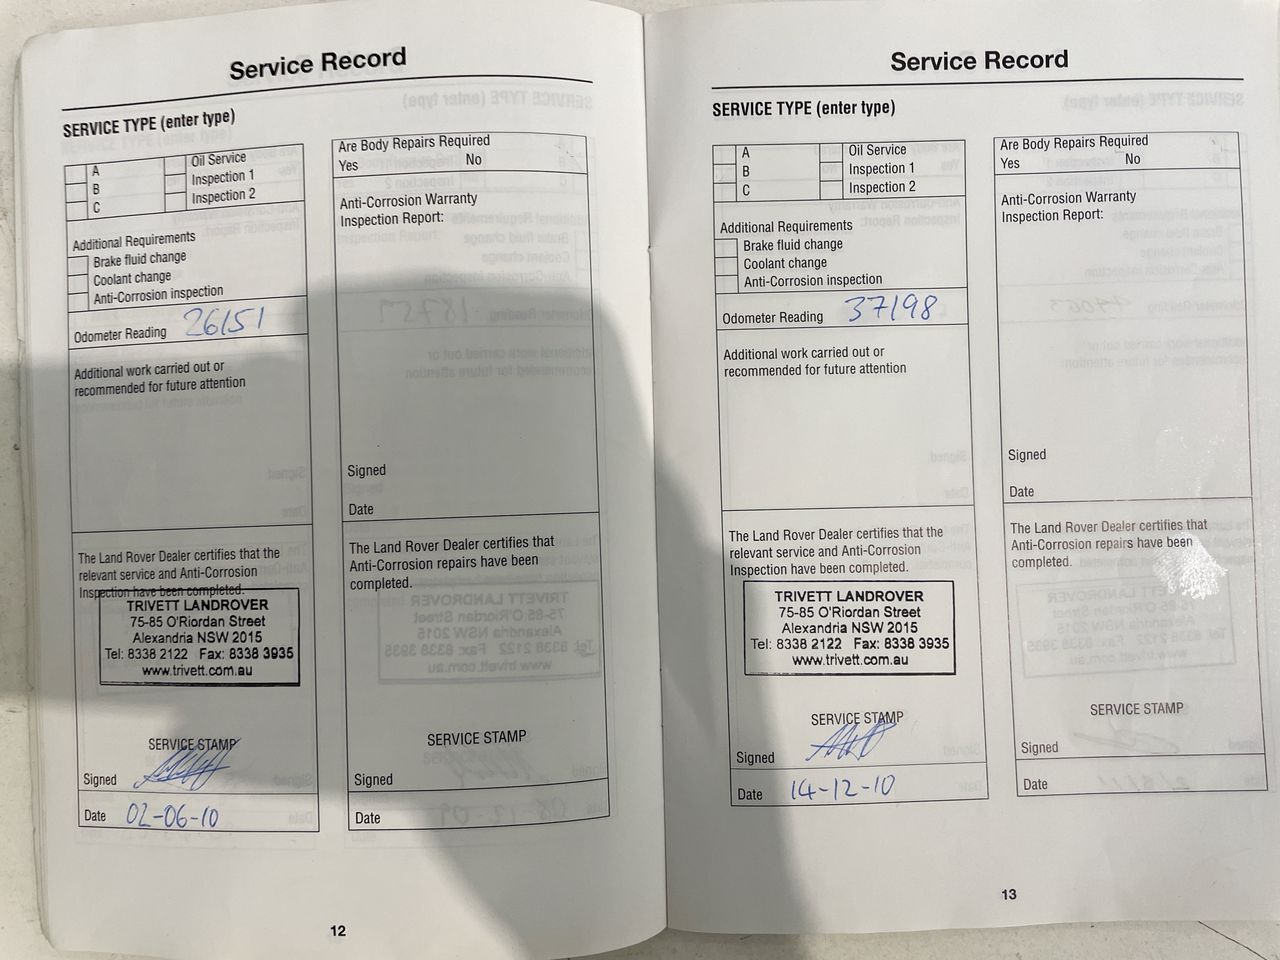 Service Record
SERVICE TYPE (enter type)
A
B
C
Oil Service
Inspection 1
Inspection 2
Additional Requirements
Brake fluid change
Coolant change
Anti-Corrosion inspection
Odometer Reading 26151
Additional work carried out or
recommended for future attention
The Land Rover Dealer certifies that the
relevant service and Anti-Corrosion
Inspection have been completed.
TRIVETT LANDROVER
75-85 O'Riordan Street
Alexandria NSW 2015
Tel: 8338 2122 Fax: 8338 3935
www.trivett.com.au
SERVICE STAMP
Signed
Date 02-06-10
Are Body Repairs Required
Yes No
Anti-Corrosion Warranty
Inspection Report:
Signed
Date
The Land Rover Dealer certifies that
Anti-Corrosion repairs have been
completed.
SERVICE STAMP
Signed
Date
12
Service Record
SERVICE TYPE (enter type)
A
B
C
Oil Service
Inspection 1
Inspection 2
Additional Requirements
Brake fluid change
Coolant change
Anti-Corrosion inspection
Odometer Reading 37198
Additional work carried out or
recommended for future attention
The Land Rover Dealer certifies that the
relevant service and Anti-Corrosion
Inspection have been completed.
TRIVETT LANDROVER
75-85 O'Riordan Street
Alexandria NSW 2015
Tel: 8338 2122 Fax: 8338 3935
www.trivett.com.au
SERVICE STAMP
Signed
Date 14-12-10
Are Body Repairs Required
Yes No
Anti-Corrosion Warranty
Inspection Report:
Signed
Date
The Land Rover Dealer certifies that
Anti-Corrosion repairs have been
completed.
SERVICE STAMP
Signed
13